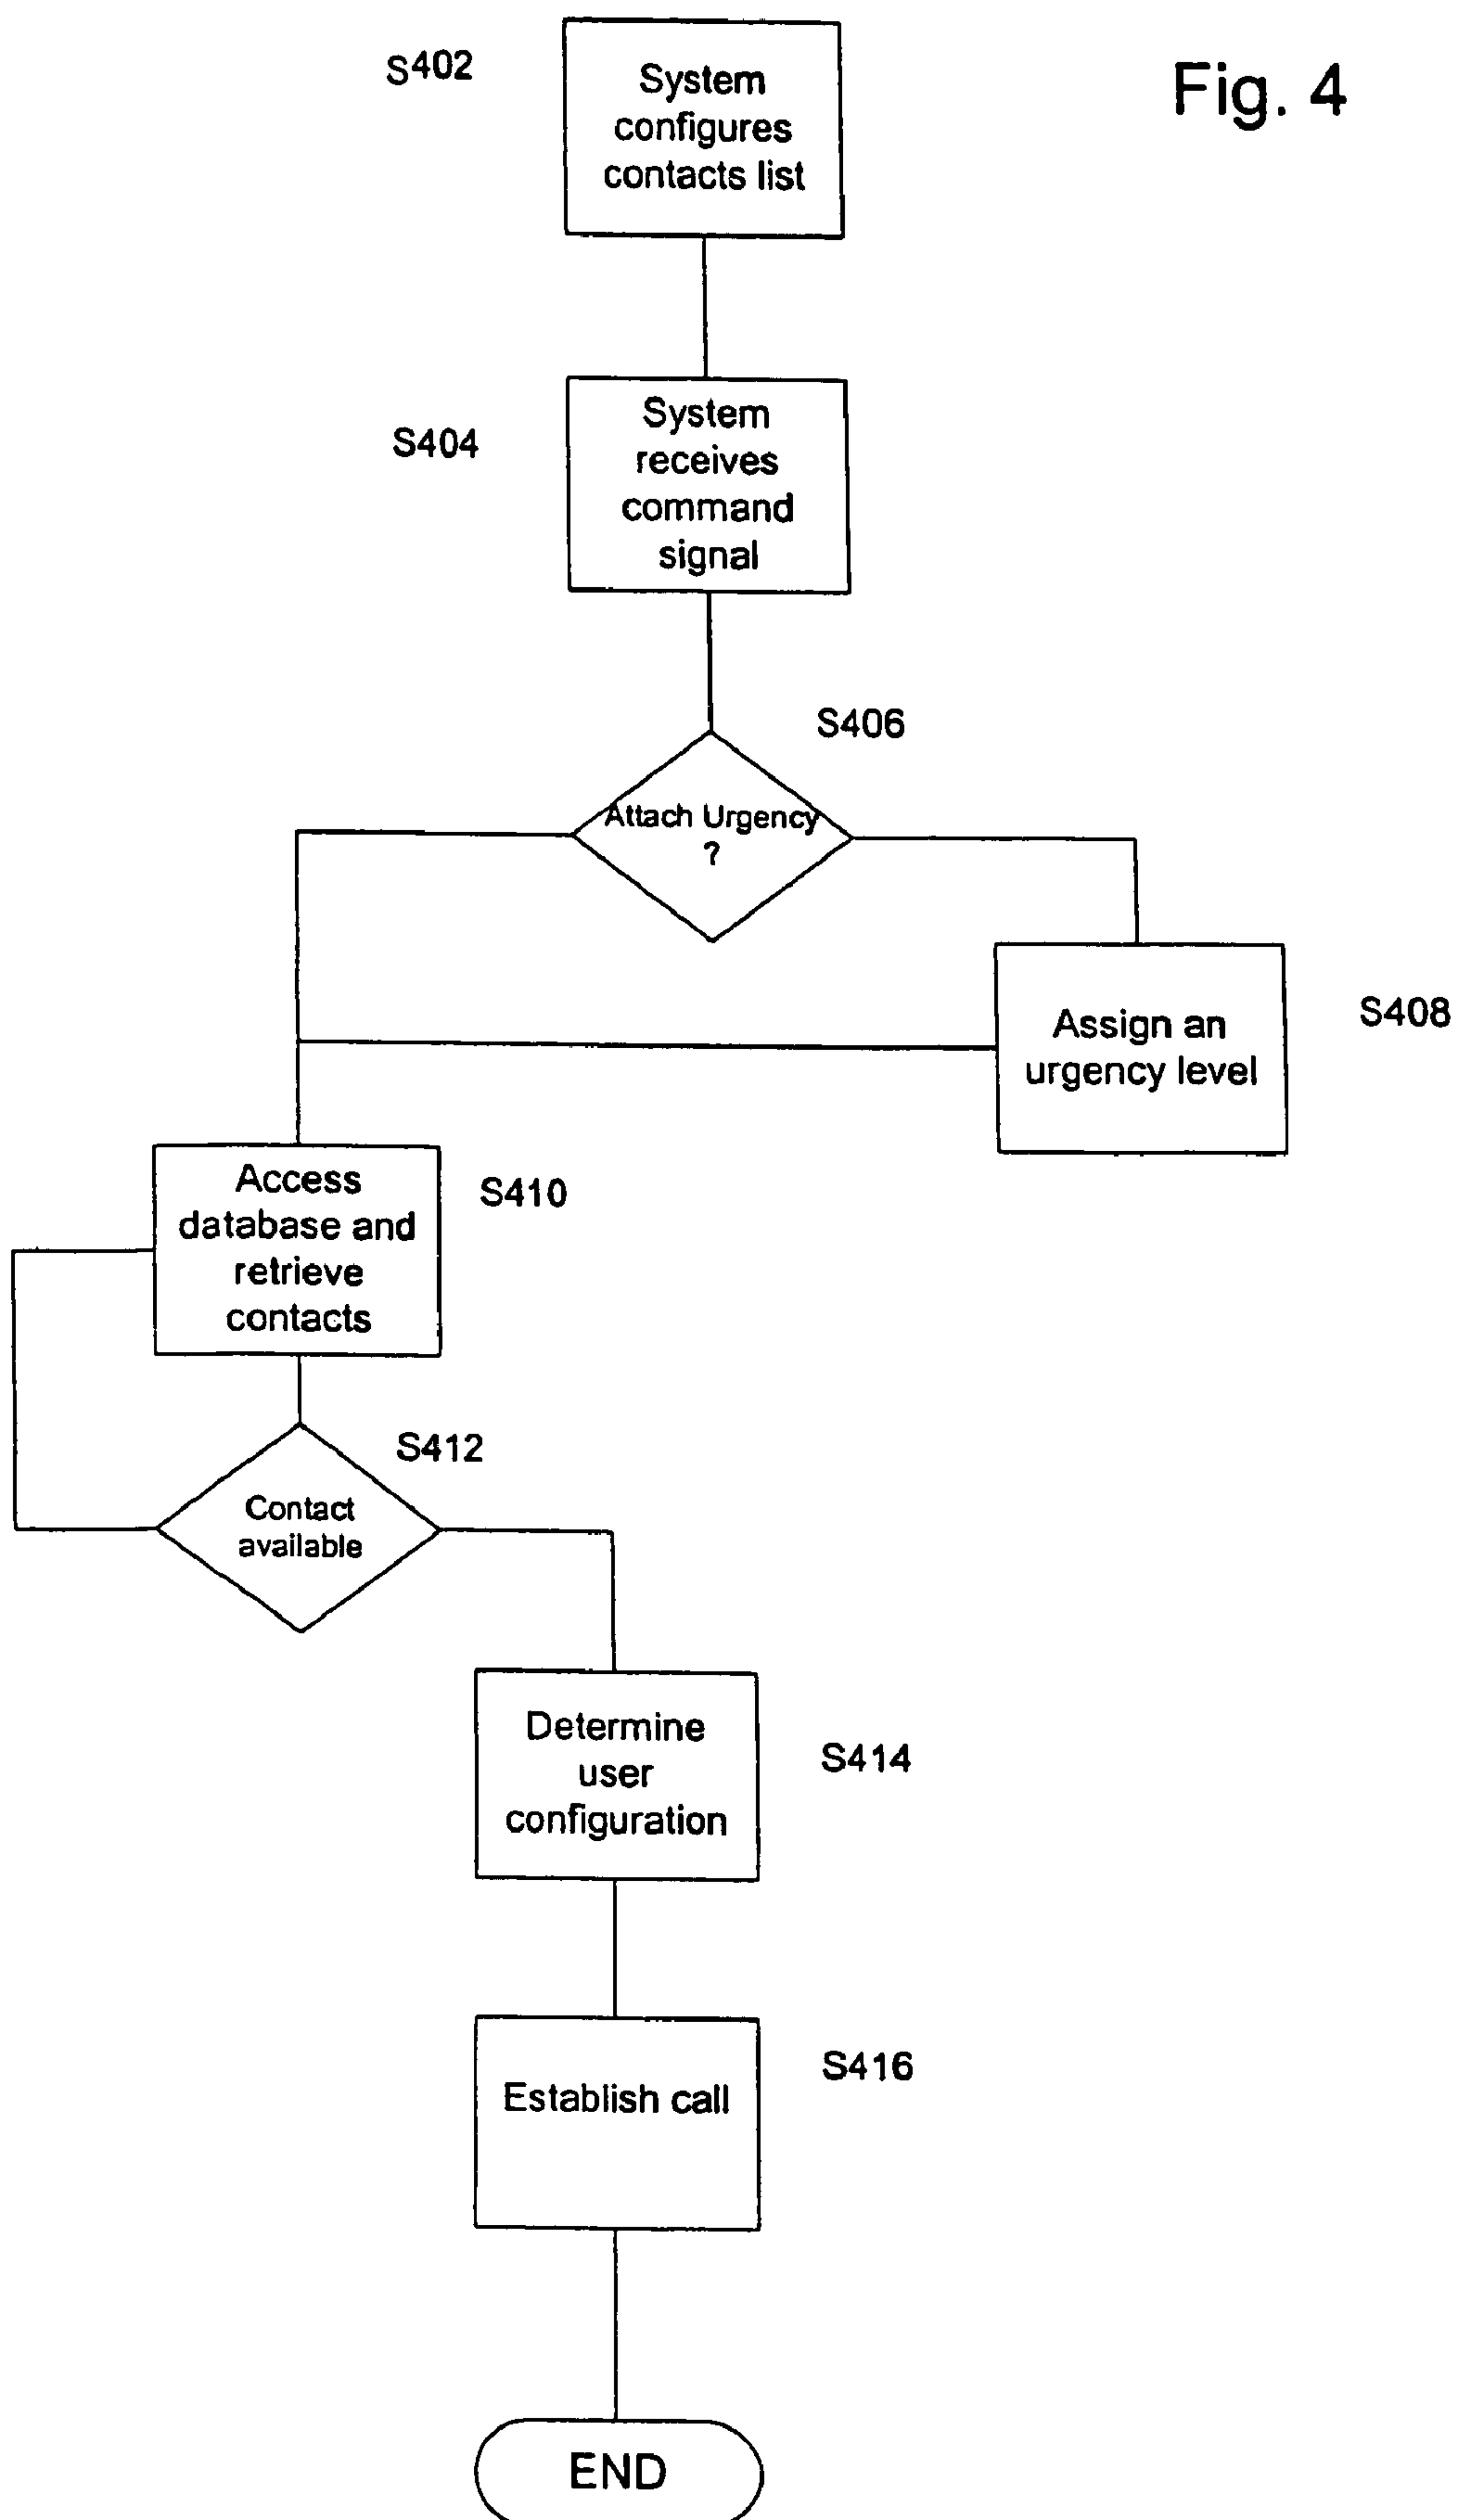 Fig. 4
S402
System
configures
contacts list
S404
System
receives
command
signal
S406
Attach Urgency
?
S408
Assign an
urgency level
S410
Access
database and
retrieve
contacts
S412
Contact
available
S414
Determine
user
configuration
S416
Establish call
END